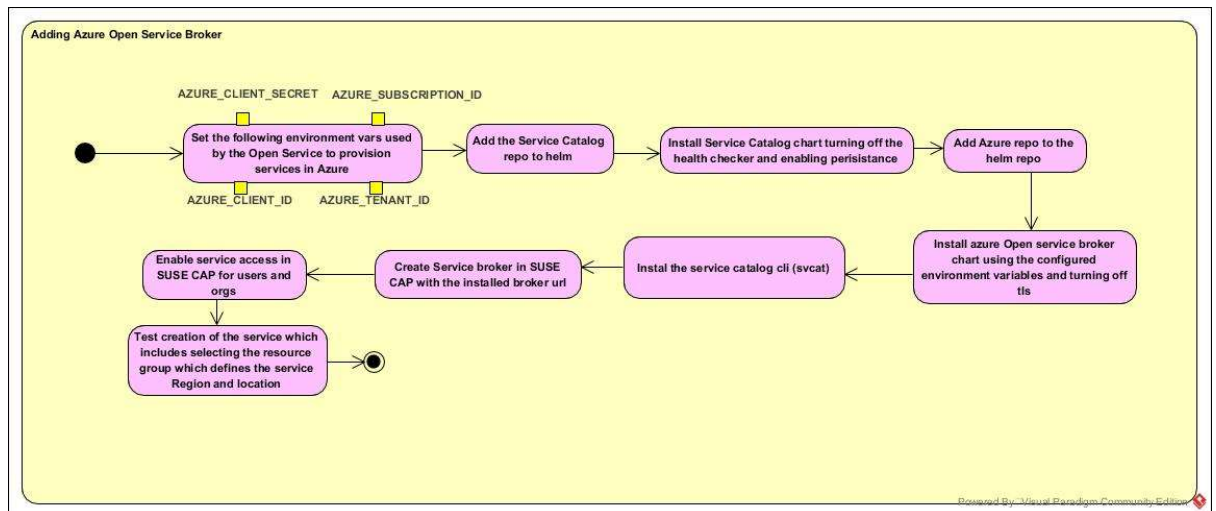 Adding Azure Open Service Broker
AZURE_CLIENT_SECRET
AZURE_SUBSCRIPTION_ID
Set the following environment vars used
by the Open Service to provision
services in Azure
AZURE_CLIENT_ID
AZURE_TENANT_ID
Add the Service Catalog
repo to helm
Install Service Catalog chart turning off the
health checker and enabling perisistance
Add Azure repo to the
helm repo
Install azure Open service broker
chart using the configured
environment variables and turning off
tls
Instal the service catalog cli (svcat)
Create Service broker in SUSE
CAP with the installed broker url
Enable service access in
SUSE CAP for users and
orgs
Test creation of the service which
includes selecting the resource
group which defines the service
Region and location
Powered By Visual Paradigm Community Edition